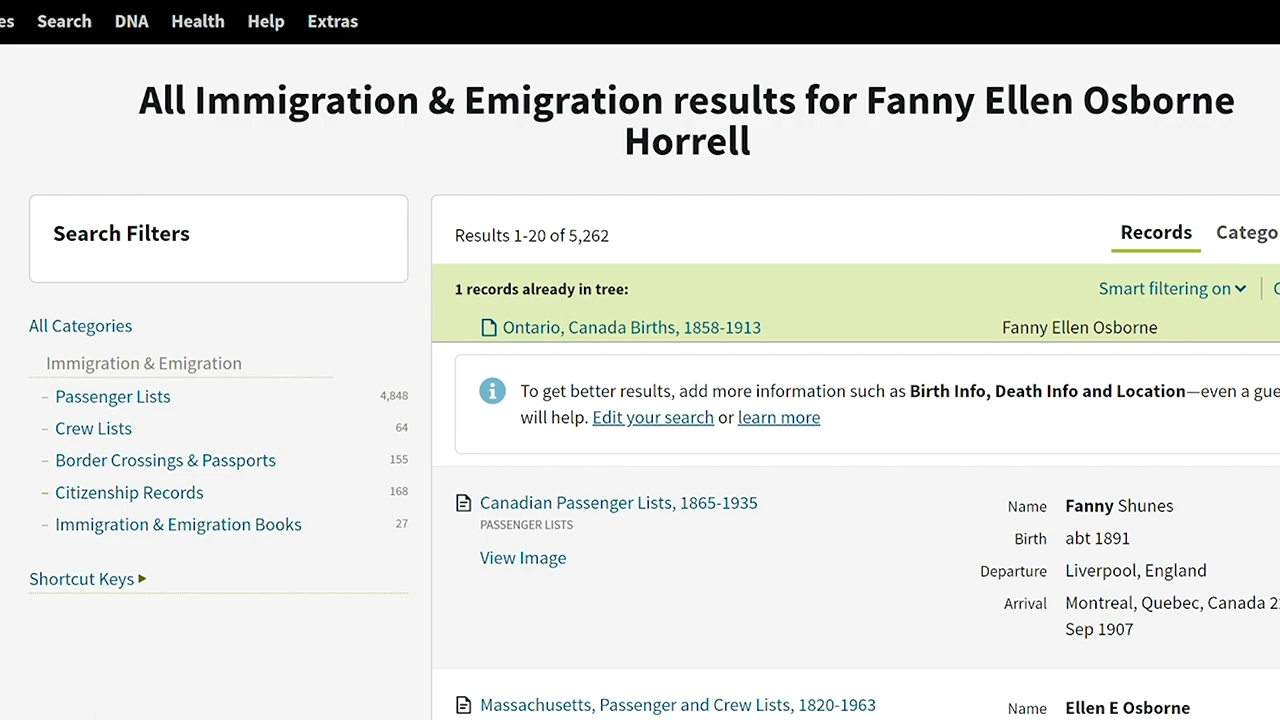 es Search DNA Health Help Extras
All Immigration & Emigration results for Fanny Ellen Osborne
Horrell
Search Filters
All Categories
Immigration & Emigration
– Passenger Lists 4,848
– Crew Lists 64
– Border Crossings & Passports 155
– Citizenship Records 168
– Immigration & Emigration Books 27
Shortcut Keys
Results 1-20 of 5,262
Records Catego
1 records already in tree:
Smart filtering on
Ontario, Canada Births, 1858-1913
Fanny Ellen Osborne
To get better results, add more information such as Birth Info, Death Info and Location—even a gue
will help. Edit your search or learn more
Canadian Passenger Lists, 1865-1935
PASSENGER LISTS
View Image
Name Fanny Shunes
Birth abt 1891
Departure Liverpool, England
Arrival Montreal, Quebec, Canada 2
Sep 1907
Massachusetts, Passenger and Crew Lists, 1820-1963
Name Ellen E Osborne